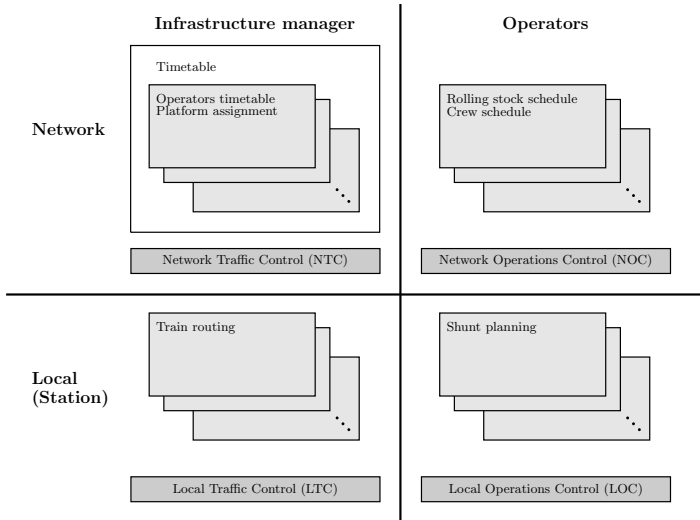 Infrastructure manager
Operators
Network
Timetable
Operators timetable
Platform assignment
Rolling stock schedule
Crew schedule
Network Traffic Control (NTC)
Network Operations Control (NOC)
Local
(Station)
Train routing
Shunt planning
Local Traffic Control (LTC)
Local Operations Control (LOC)